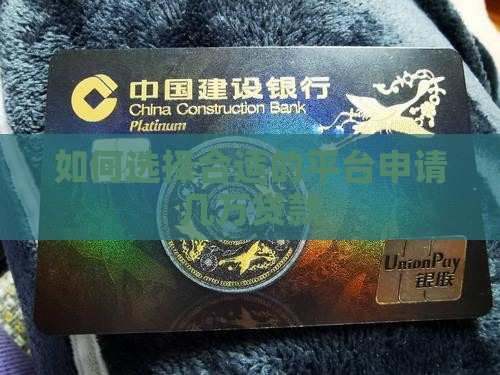 中国建设银行
China Construction Bank
Platinum
如何选择合适的平台申请
几万贷款
UnionPay
银联